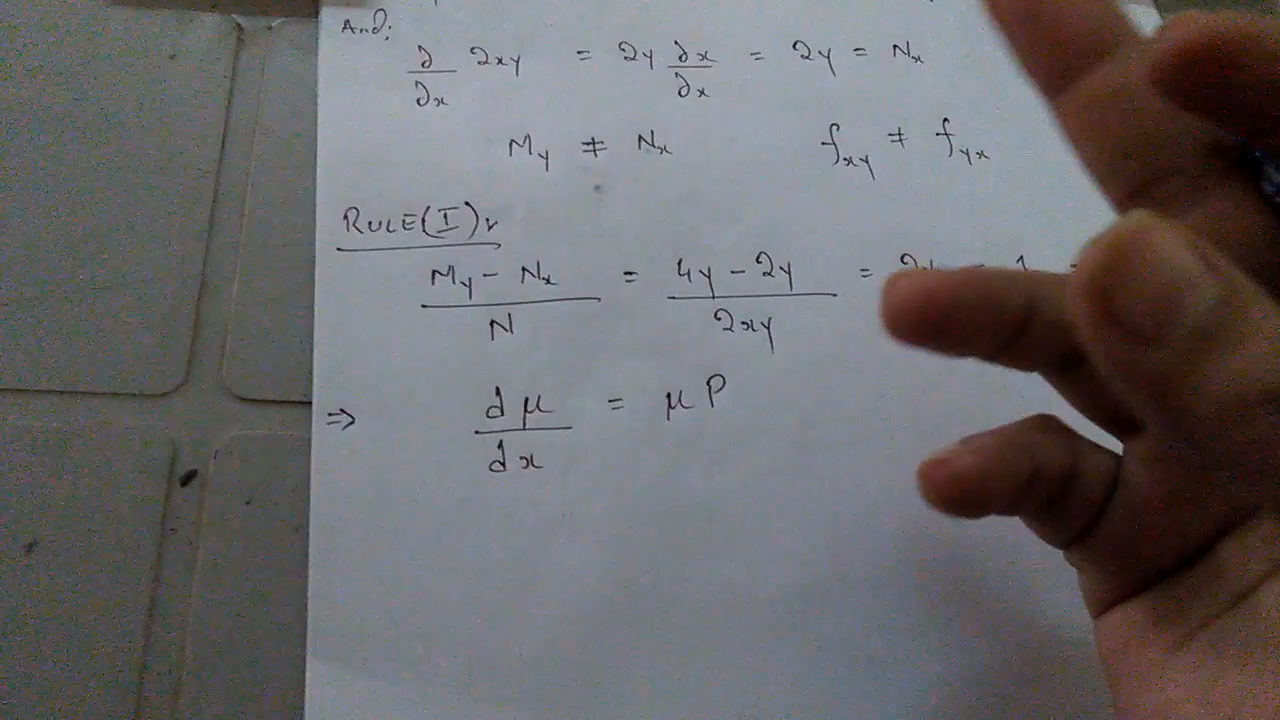 And:
∂/∂x 2xy = 2y ∂x/∂x = 2y = Nx
My ≠ Nx fxy ≠ fyx
RULE(I):
My - Nx / N = 4y - 2y / 2xy =
⇒ dμ/dx = μP